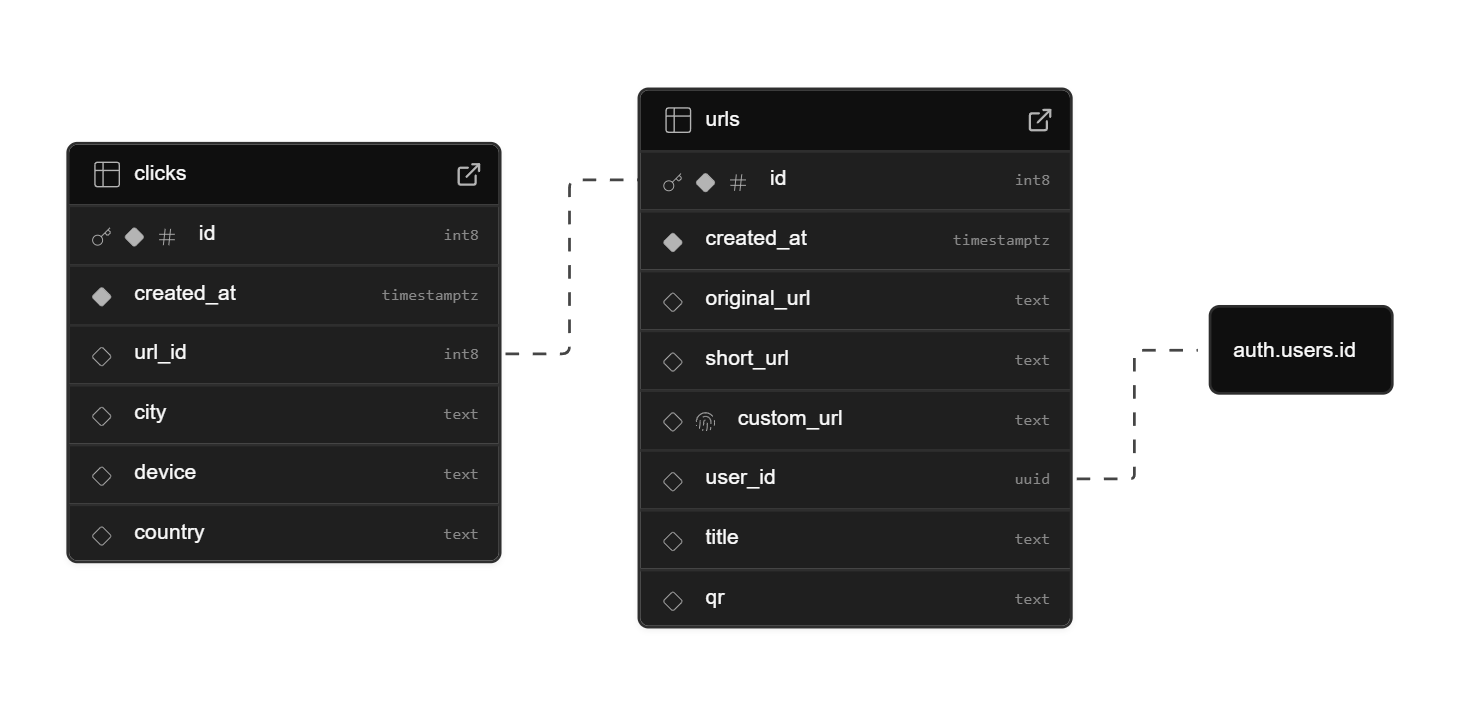 clicks
id int8
created_at timestamptz
url_id int8
city text
device text
country text
urls
id int8
created_at timestamptz
original_url text
short_url text
custom_url text
user_id uuid
title text
qr text
auth.users.id